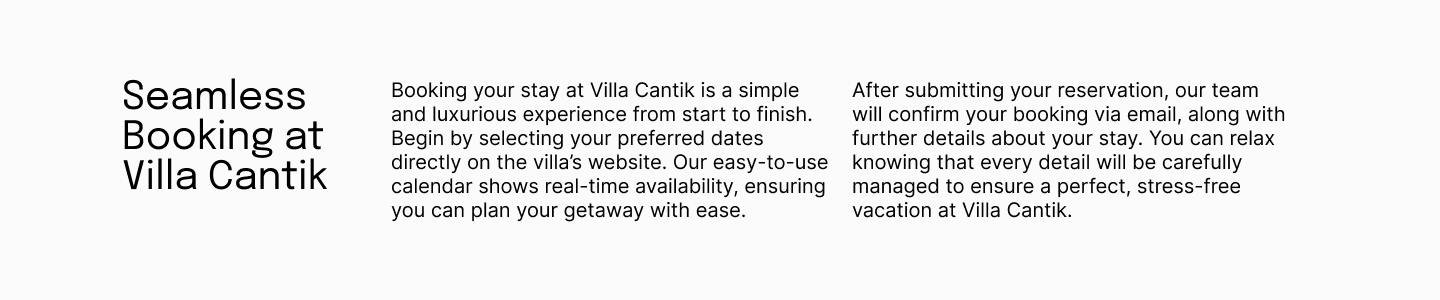 Seamless
Booking at
Villa Cantik
Booking your stay at Villa Cantik is a simple
and luxurious experience from start to finish.
Begin by selecting your preferred dates
directly on the villa’s website. Our easy-to-use
calendar shows real-time availability, ensuring
you can plan your getaway with ease.
After submitting your reservation, our team
will confirm your booking via email, along with
further details about your stay. You can relax
knowing that every detail will be carefully
managed to ensure a perfect, stress-free
vacation at Villa Cantik.